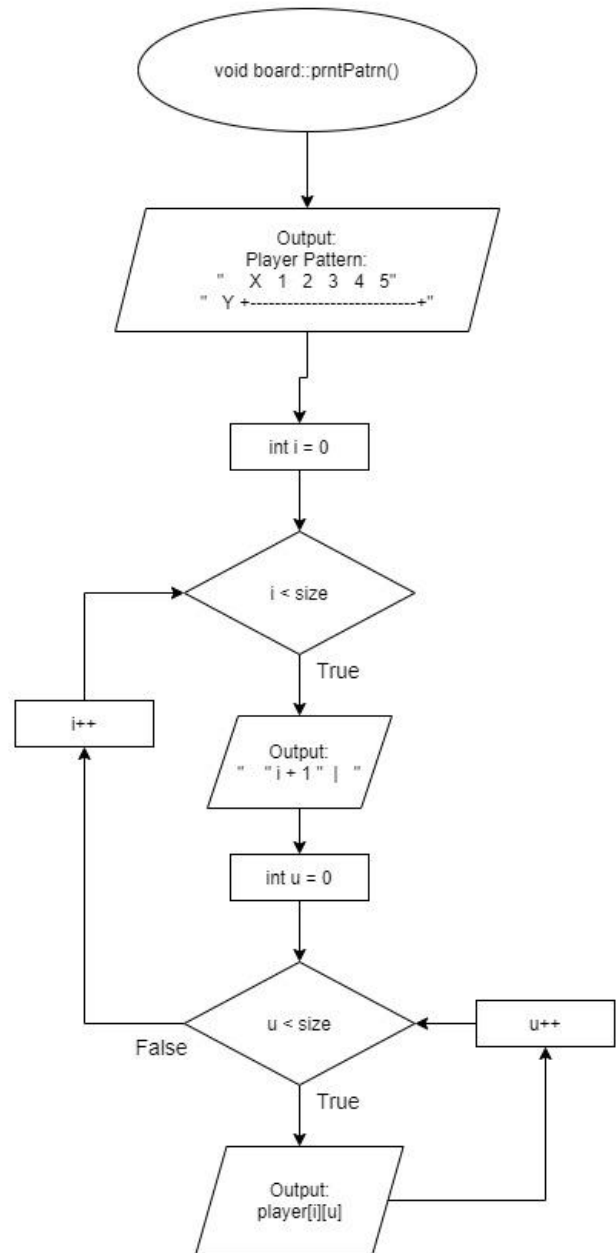 void board::prntPatrn()
Output:
Player Pattern:
"     X   1   2   3   4   5"
"   Y +---------------------------+"
int i = 0
i < size
True
i++
Output:
"     " i + 1 "  |   "
int u = 0
u < size
u++
False
True
Output:
player[i][u]